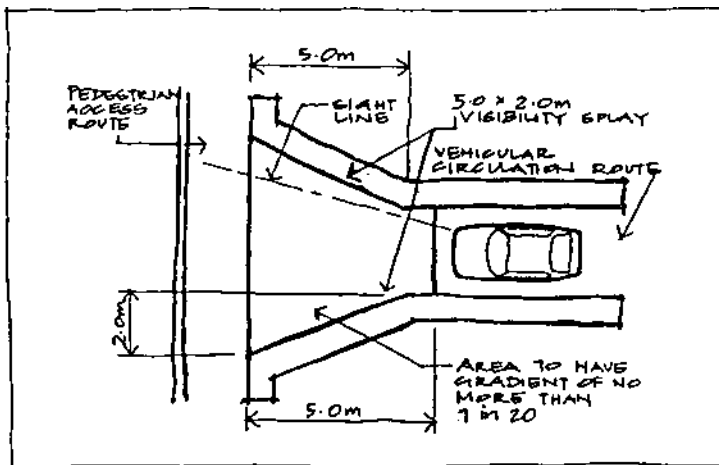 5.0m
PEDESTRIAN
ACCESS
ROUTE
SIGHT
LINE
5.0 x 2.0m
VISIBILITY SPLAY
VEHICULAR
CIRCULATION ROUTE
2.0m
AREA TO HAVE
GRADIENT OF NO
MORE THAN
1 in 20
5.0m